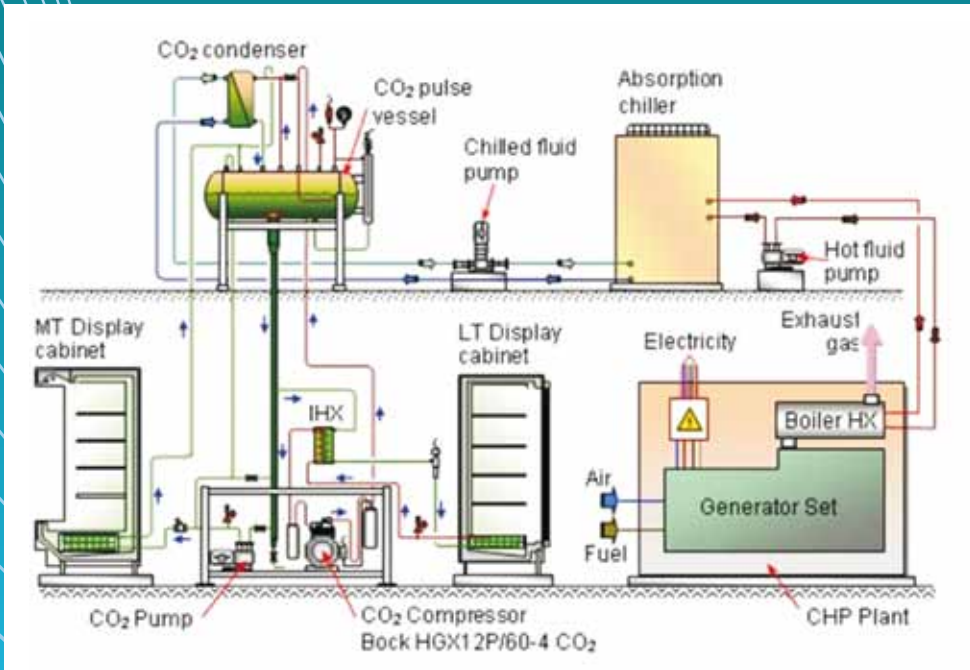 CO₂ condenser
CO₂ pulse
vessel
Absorption
chiller
Chilled fluid
pump
Hot fluid
pump
MT Display
cabinet
LT Display
cabinet
IHX
Electricity
Exhaust
gas
Boiler HX
Air
Fuel
Generator Set
CO₂ Pump
CO₂ Compressor
Bock HGX12P/60-4 CO₂
CHP Plant